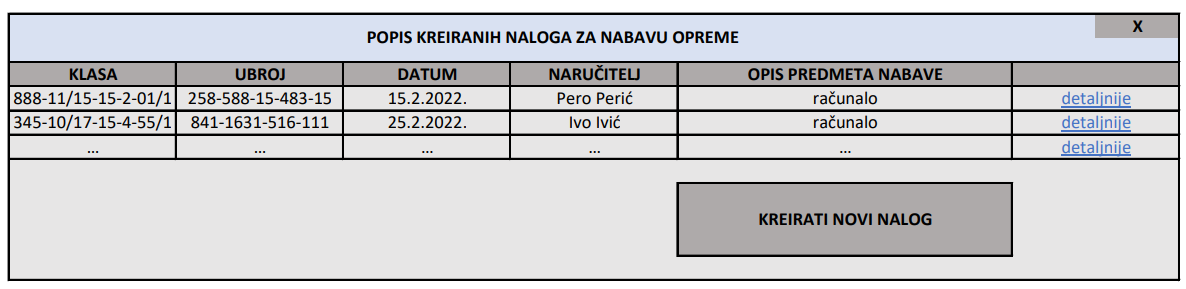 X
POPIS KREIRANIH NALOGA ZA NABAVU OPREME
KLASA UBROJ DATUM NARUČITELJ OPIS PREDMETA NABAVE
888-11/15-15-2-01/1 258-588-15-483-15 15.2.2022. Pero Perić računalo detaljnije
345-10/17-15-4-55/1 841-1631-516-111 25.2.2022. Ivo Ivić računalo detaljnije
... ... ... ... ... detaljnije
KREIRATI NOVI NALOG